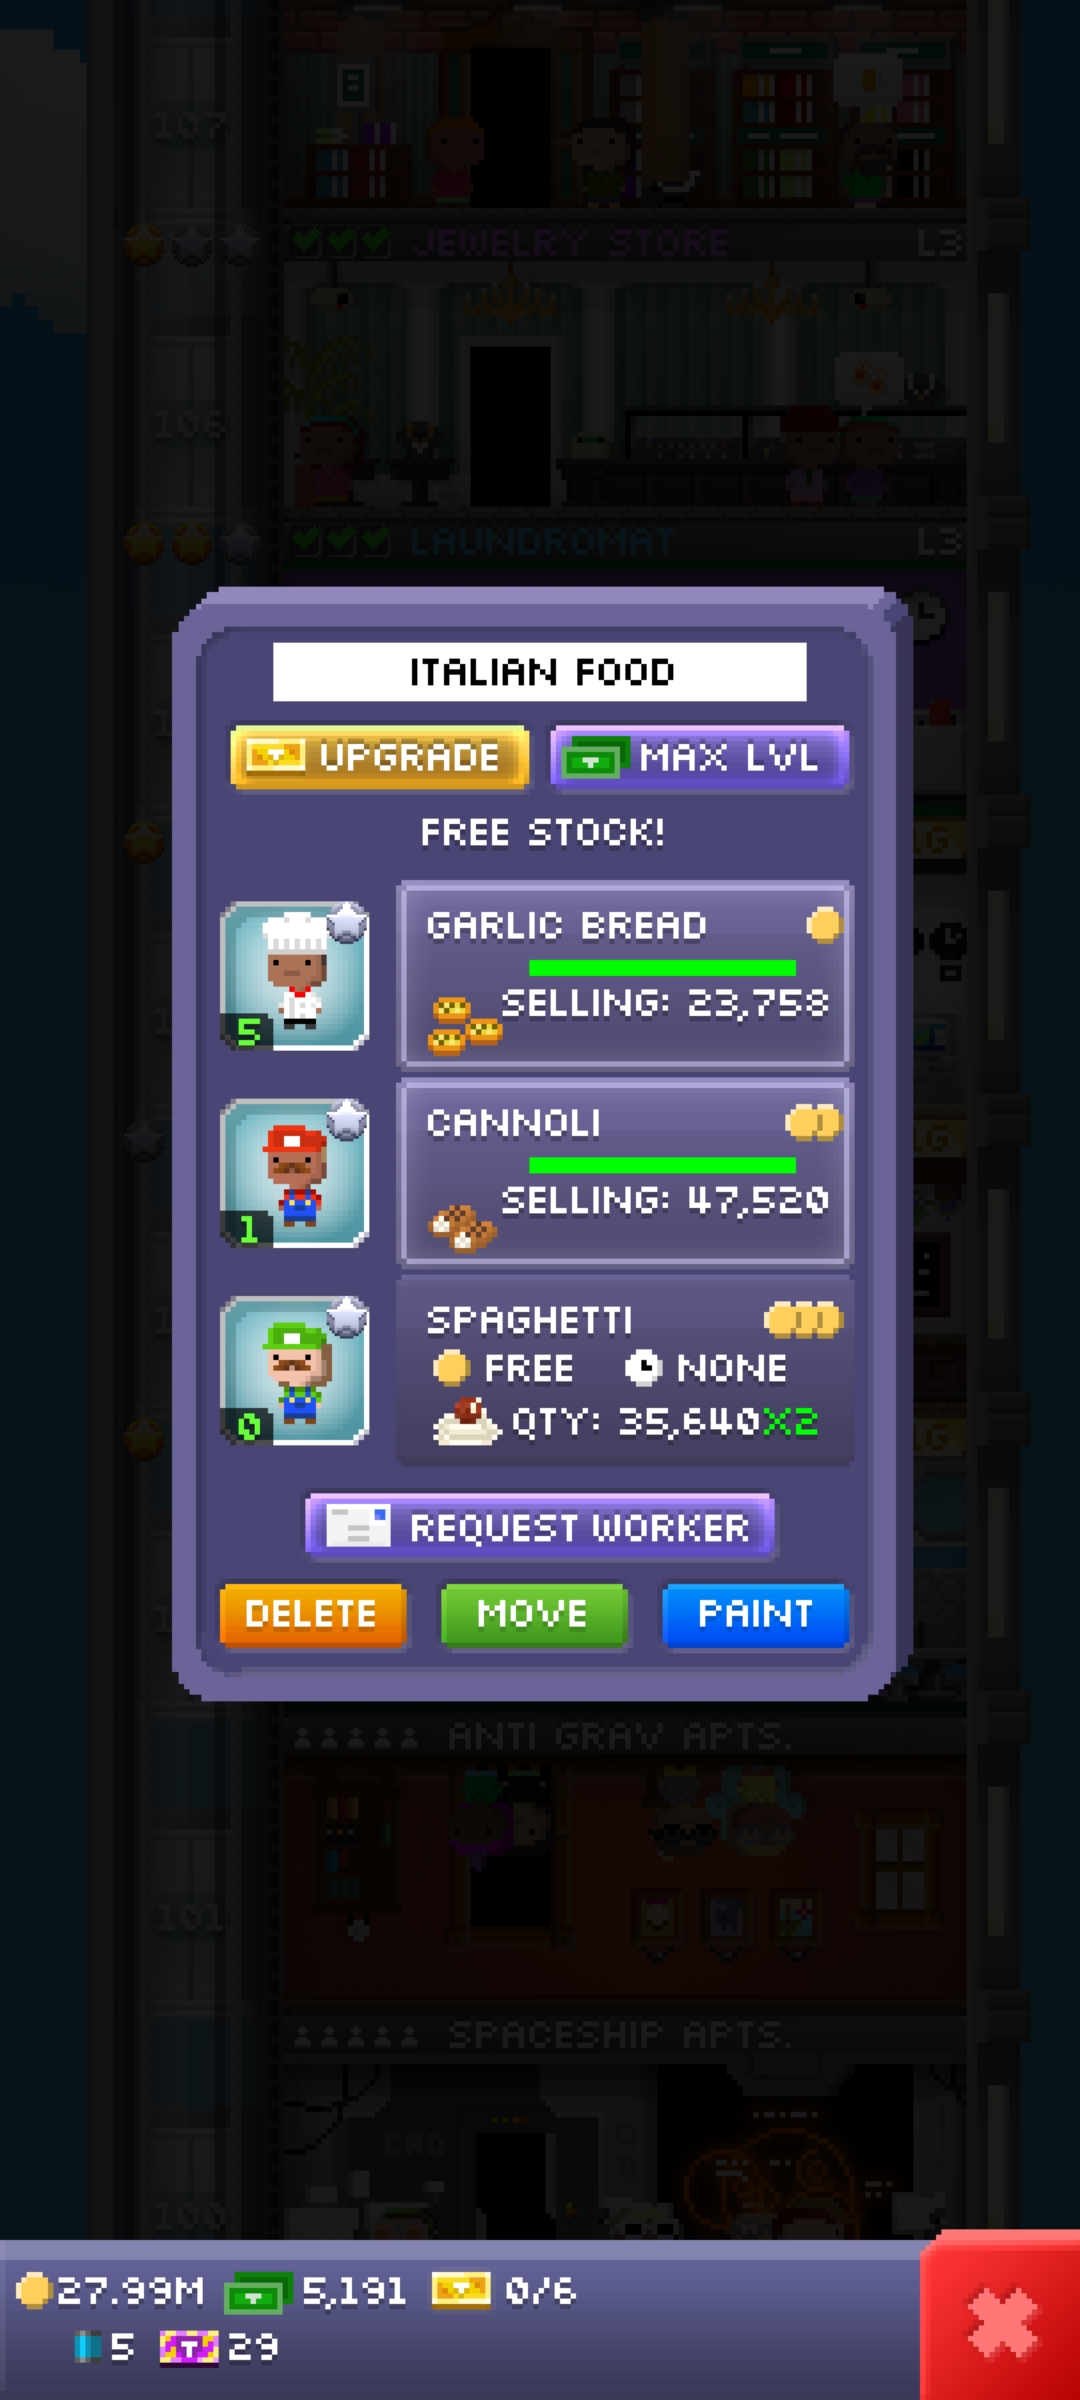 107
JEWELRY STORE L3
106
LAUNDROMAT L3
ITALIAN FOOD
UPGRADE MAX LVL
FREE STOCK!
GARLIC BREAD
SELLING: 23,758
5
CANNOLI
SELLING: 47,520
1
SPAGHETTI
FREE NONE
QTY: 35,640X2
0
REQUEST WORKER
DELETE MOVE PAINT
ANTI GRAV APTS.
101
SPACESHIP APTS.
100
27.99M 5,191 0/6
5 29